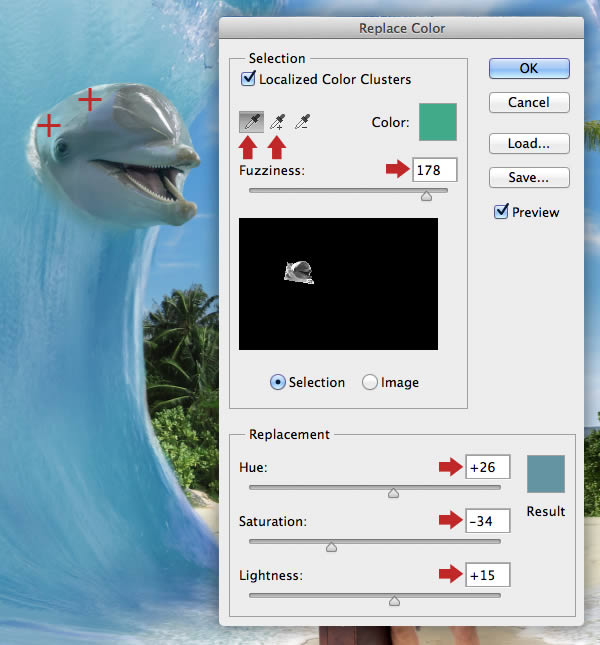 Replace Color
Selection
Localized Color Clusters
Color:
Fuzziness:
178
Selection
Image
OK
Cancel
Load...
Save...
Preview
Replacement
Hue:
+26
Saturation:
-34
Lightness:
+15
Result